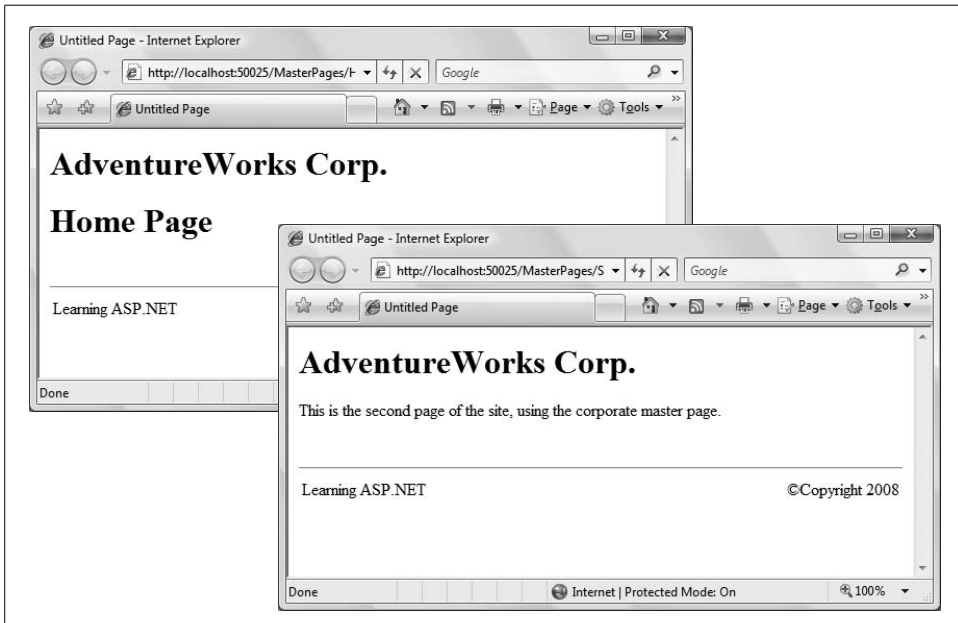 Untitled Page - Internet Explorer
http://localhost:50025/MasterPages/H
Google
Untitled Page
Page
Tools
AdventureWorks Corp.
Home Page
Learning ASP.NET
Done
Untitled Page - Internet Explorer
http://localhost:50025/MasterPages/S
Google
Untitled Page
Page
Tools
AdventureWorks Corp.
This is the second page of the site, using the corporate master page.
Learning ASP.NET ©Copyright 2008
Done Internet | Protected Mode: On 100%